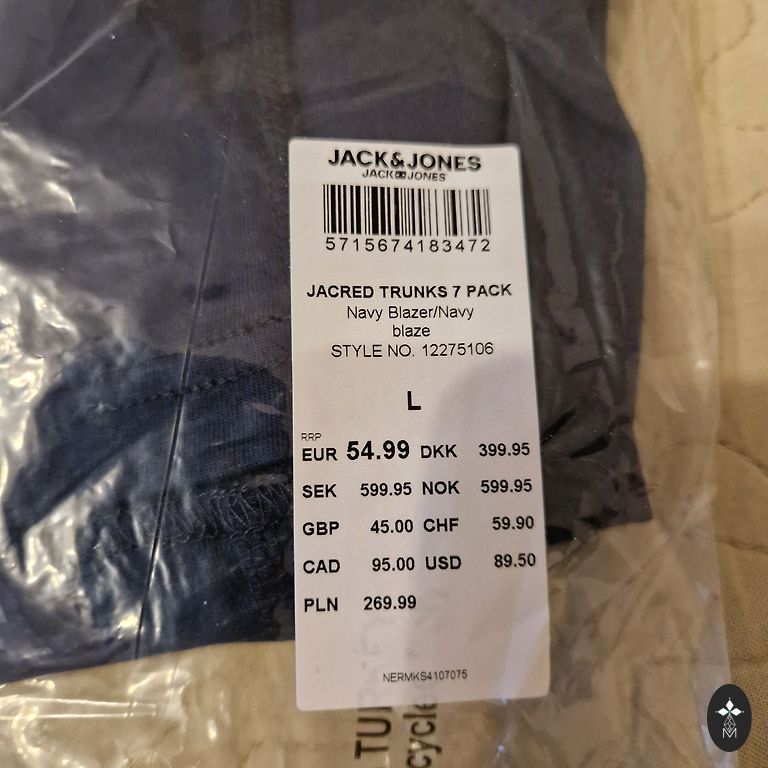 JACK&JONES
JACK & JONES
5715674183472
JACRED TRUNKS 7 PACK
Navy Blazer/Navy
blaze
STYLE NO. 12275106
L
RRP
EUR 54.99 DKK 399.95
SEK 599.95 NOK 599.95
GBP 45.00 CHF 59.90
CAD 95.00 USD 89.50
PLN 269.99
NERMKS4107075
M